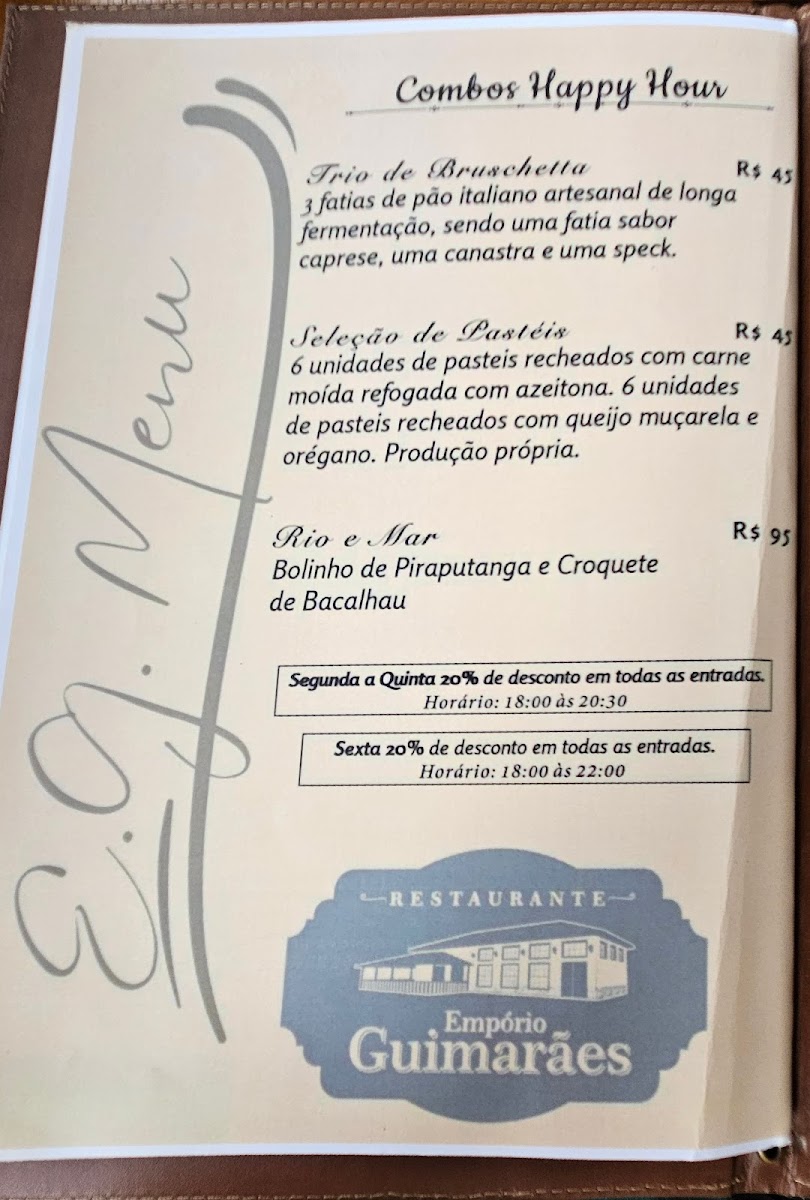 E.G. Menu
Combos Happy Hour
Trio de Bruschetta R$ 45
3 fatias de pão italiano artesanal de longa
fermentação, sendo uma fatia sabor
caprese, uma canastra e uma speck.
Seleção de Pastéis R$ 45
6 unidades de pasteis recheados com carne
moída refogada com azeitona. 6 unidades
de pasteis recheados com queijo muçarela e
orégano. Produção própria.
Rio e Mar R$ 95
Bolinho de Piraputanga e Croquete
de Bacalhau
Segunda a Quinta 20% de desconto em todas as entradas.
Horário: 18:00 às 20:30
Sexta 20% de desconto em todas as entradas.
Horário: 18:00 às 22:00
RESTAURANTE
Empório
Guimarães